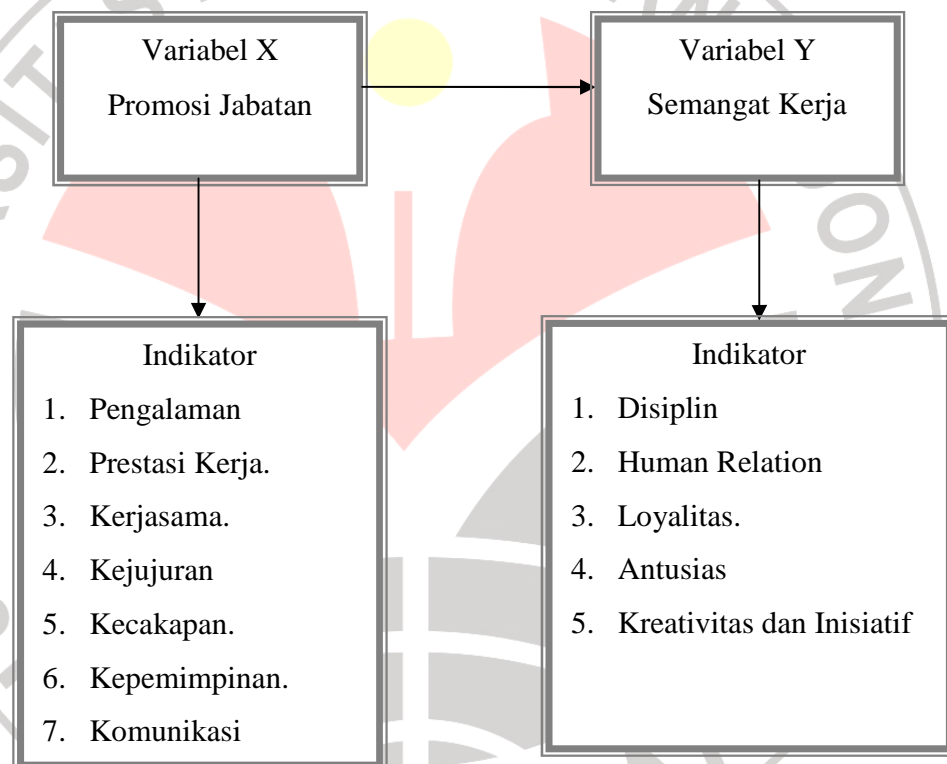 Variabel X
Promosi Jabatan
Variabel Y
Semangat Kerja
Indikator
1. Pengalaman
2. Prestasi Kerja.
3. Kerjasama.
4. Kejujuran
5. Kecakapan.
6. Kepemimpinan.
7. Komunikasi
Indikator
1. Disiplin
2. Human Relation
3. Loyalitas.
4. Antusias
5. Kreativitas dan Inisiatif